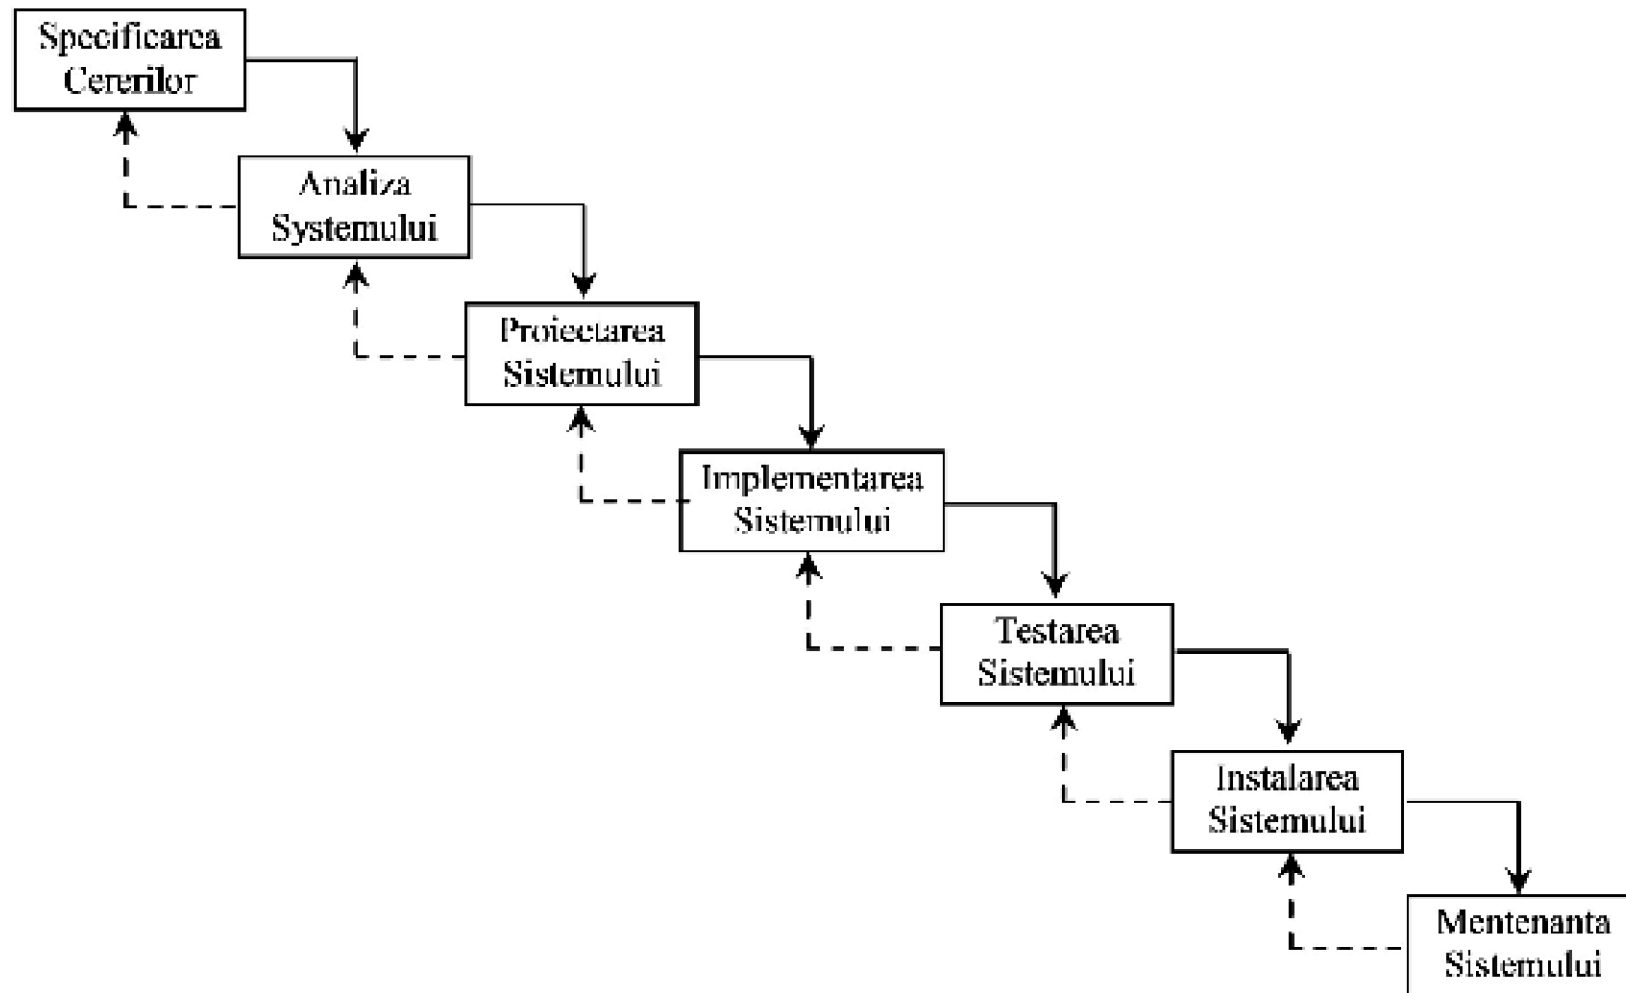 Specificarea
Cererilor
Analiza
Systemului
Proiectarea
Sistemului
Implementarea
Sistemului
Testarea
Sistemului
Instalarea
Sistemului
Mentenanta
Sistemului